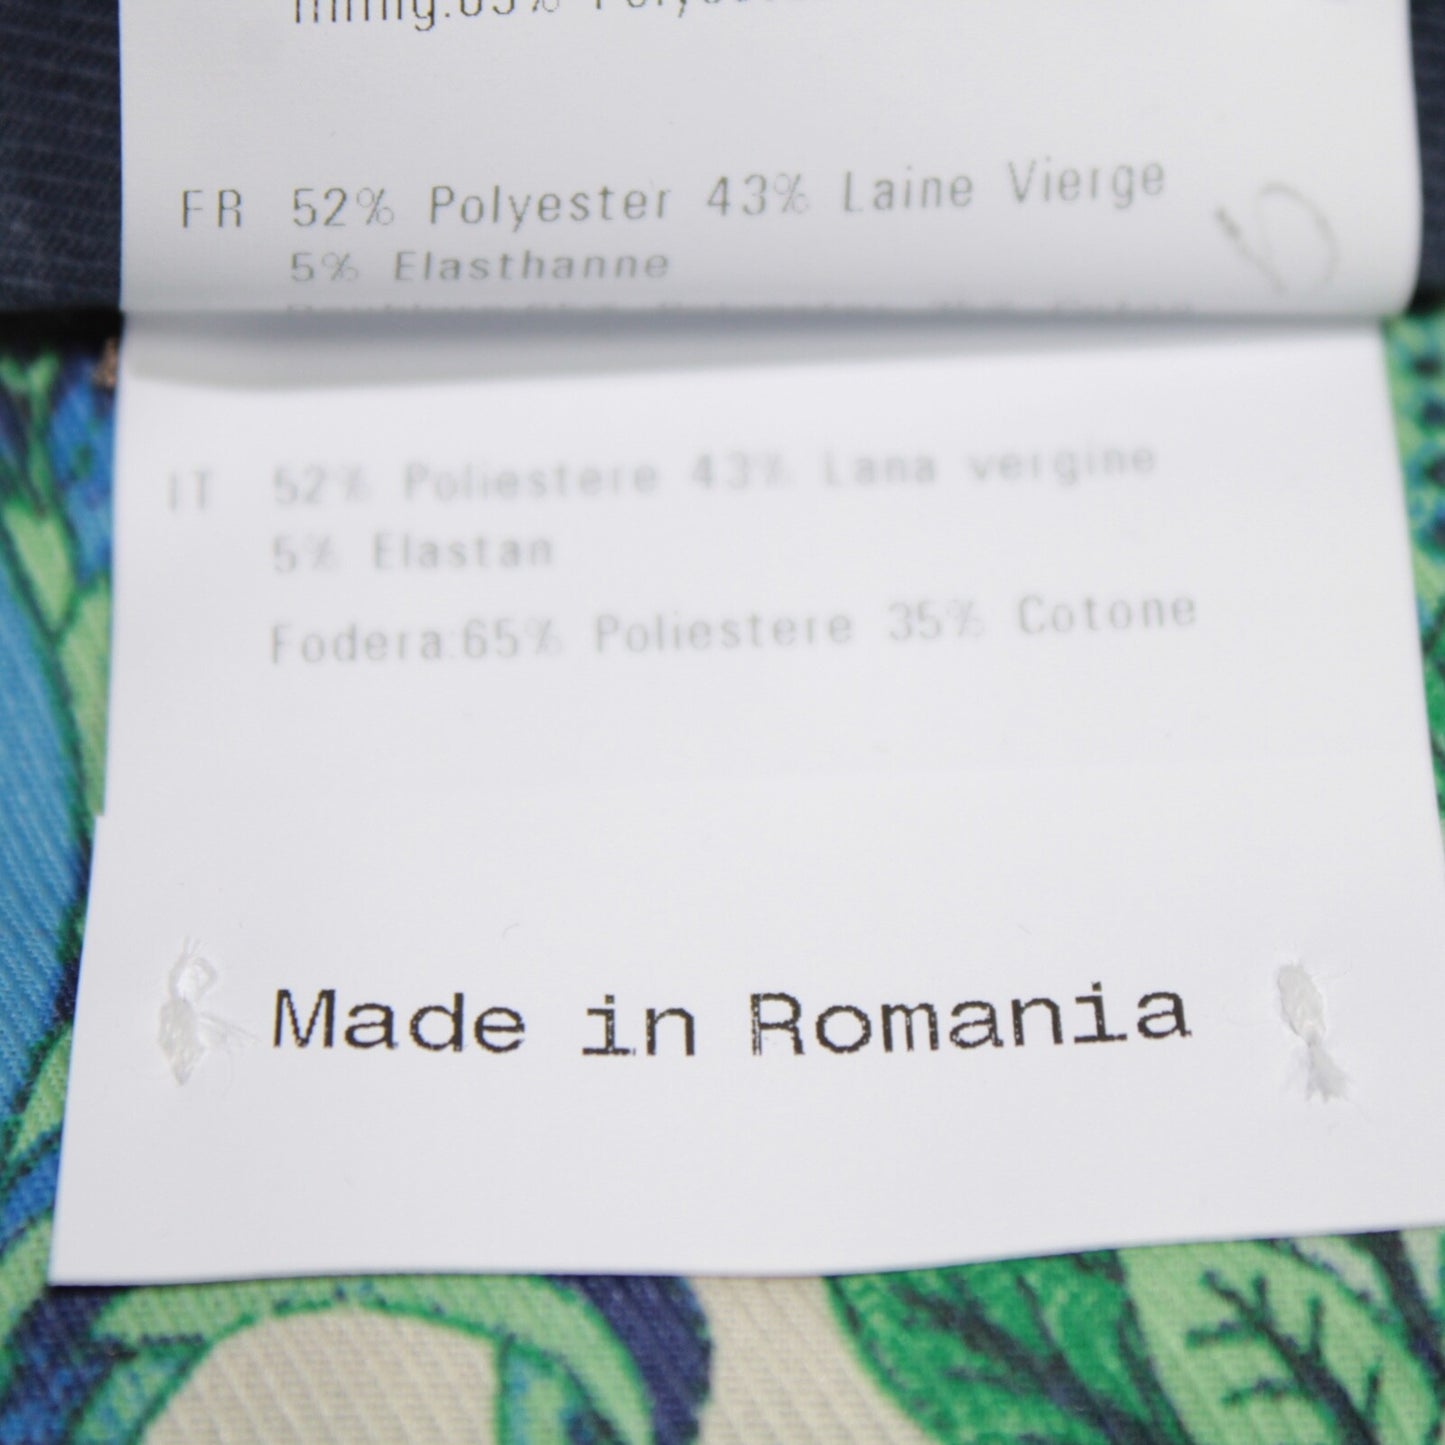 FR 52% Polyester 43% Laine Vierge
5% Elasthanne
IT 52% Poliestere 43% Lana vergine
5% Elastan
Fodera:65% Poliestere 35% Cotone
Made in Romania